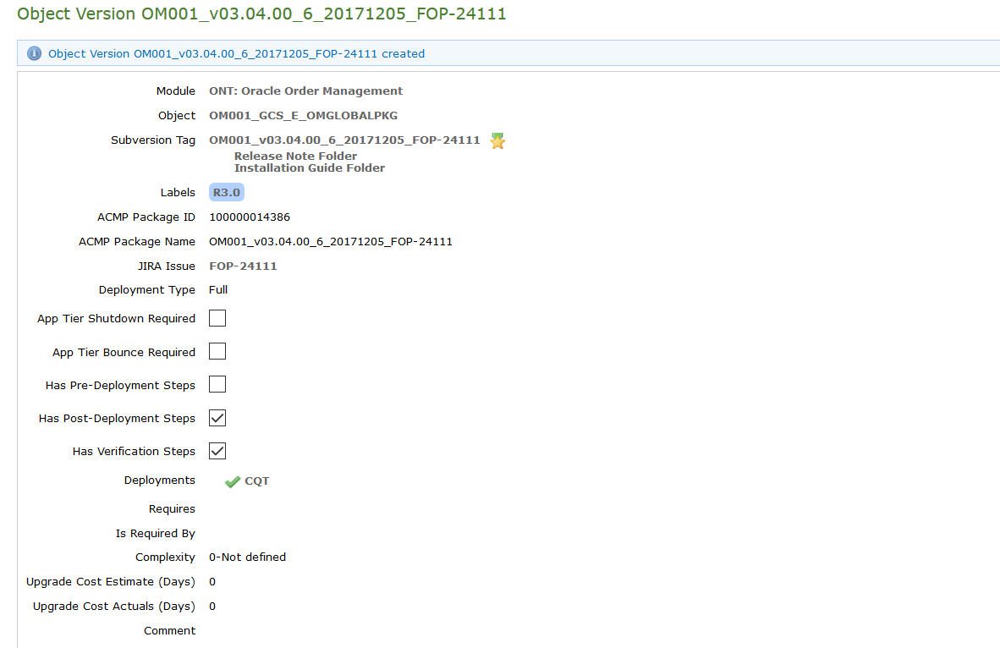 Object Version OM001_v03.04.00_6_20171205_FOP-24111
Object Version OM001_v03.04.00_6_20171205_FOP-24111 created
Module ONT: Oracle Order Management
Object OM001_GCS_E_OMGLOBALPKG
Subversion Tag OM001_v03.04.00_6_20171205_FOP-24111
Release Note Folder
Installation Guide Folder
Labels R3.0
ACMP Package ID 100000014386
ACMP Package Name OM001_v03.04.00_6_20171205_FOP-24111
JIRA Issue FOP-24111
Deployment Type Full
App Tier Shutdown Required
App Tier Bounce Required
Has Pre-Deployment Steps
Has Post-Deployment Steps
Has Verification Steps
Deployments CQT
Requires
Is Required By
Complexity 0-Not defined
Upgrade Cost Estimate (Days) 0
Upgrade Cost Actuals (Days) 0
Comment